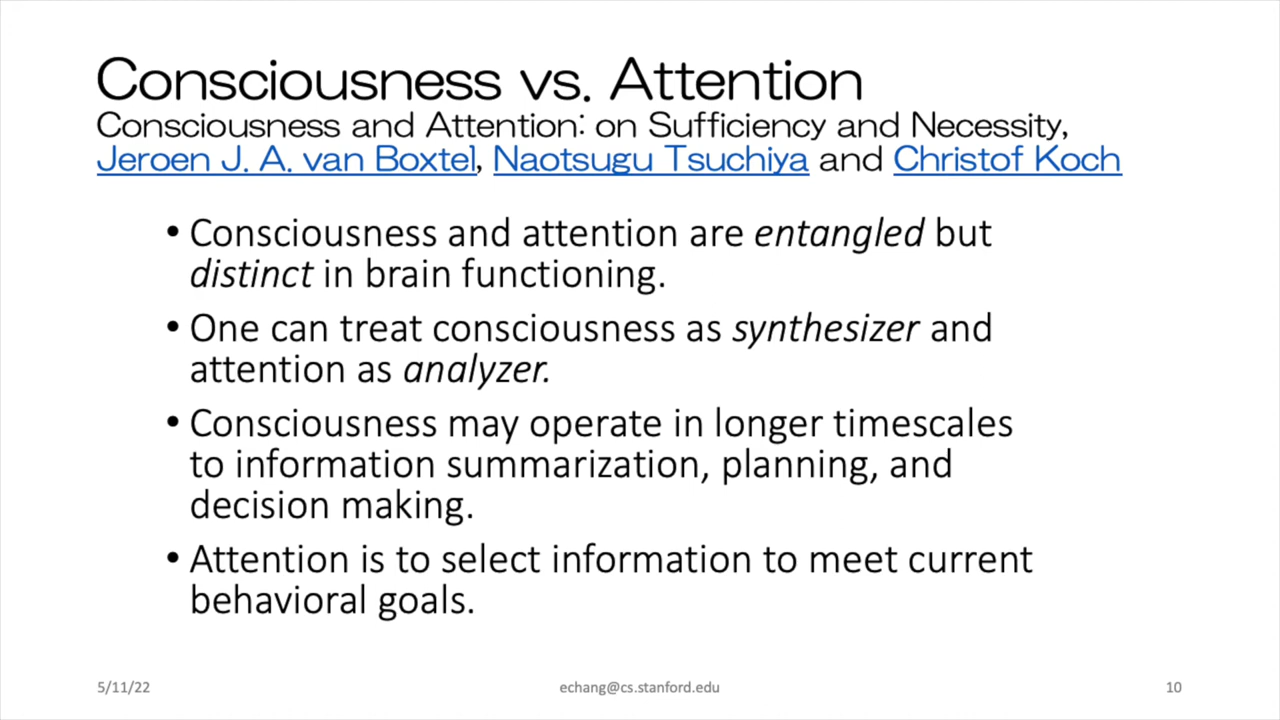 Consciousness vs. Attention
Consciousness and Attention: on Sufficiency and Necessity,
Jeroen J. A. van Boxtel, Naotsugu Tsuchiya and Christof Koch
• Consciousness and attention are entangled but
distinct in brain functioning.
• One can treat consciousness as synthesizer and
attention as analyzer.
• Consciousness may operate in longer timescales
to information summarization, planning, and
decision making.
• Attention is to select information to meet current
behavioral goals.
5/11/22
echang@cs.stanford.edu
10